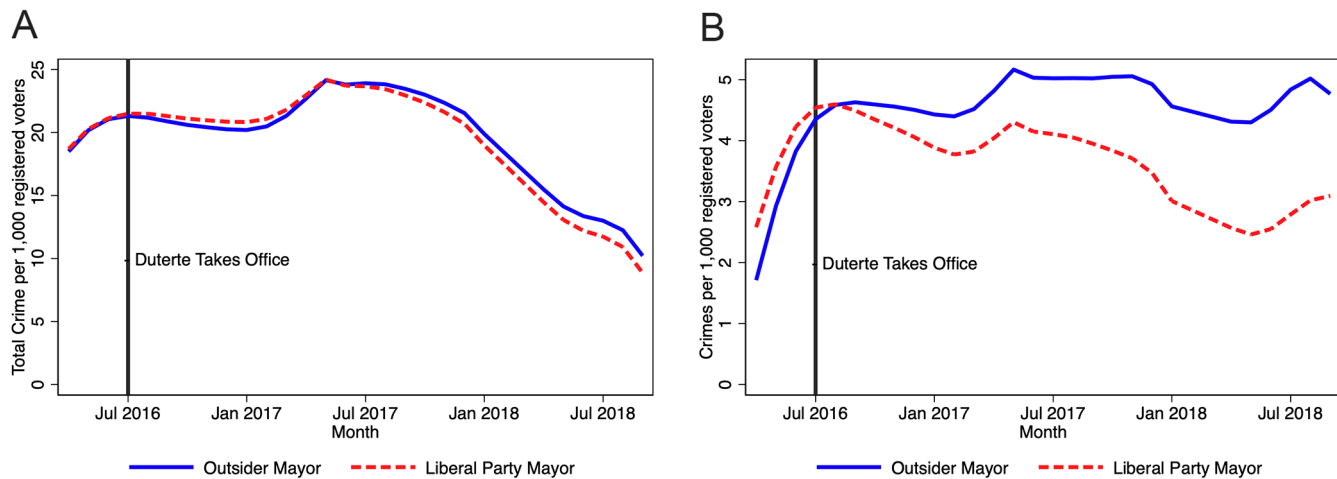 A
Total Crime per 1,000 registered voters
25
20
15
10
5
0
Duterte Takes Office
Jul 2016
Jan 2017
Jul 2017
Jan 2018
Jul 2018
Month
Outsider Mayor
Liberal Party Mayor
B
Crimes per 1,000 registered voters
5
4
3
2
1
0
Duterte Takes Office
Jul 2016
Jan 2017
Jul 2017
Jan 2018
Jul 2018
Month
Outsider Mayor
Liberal Party Mayor